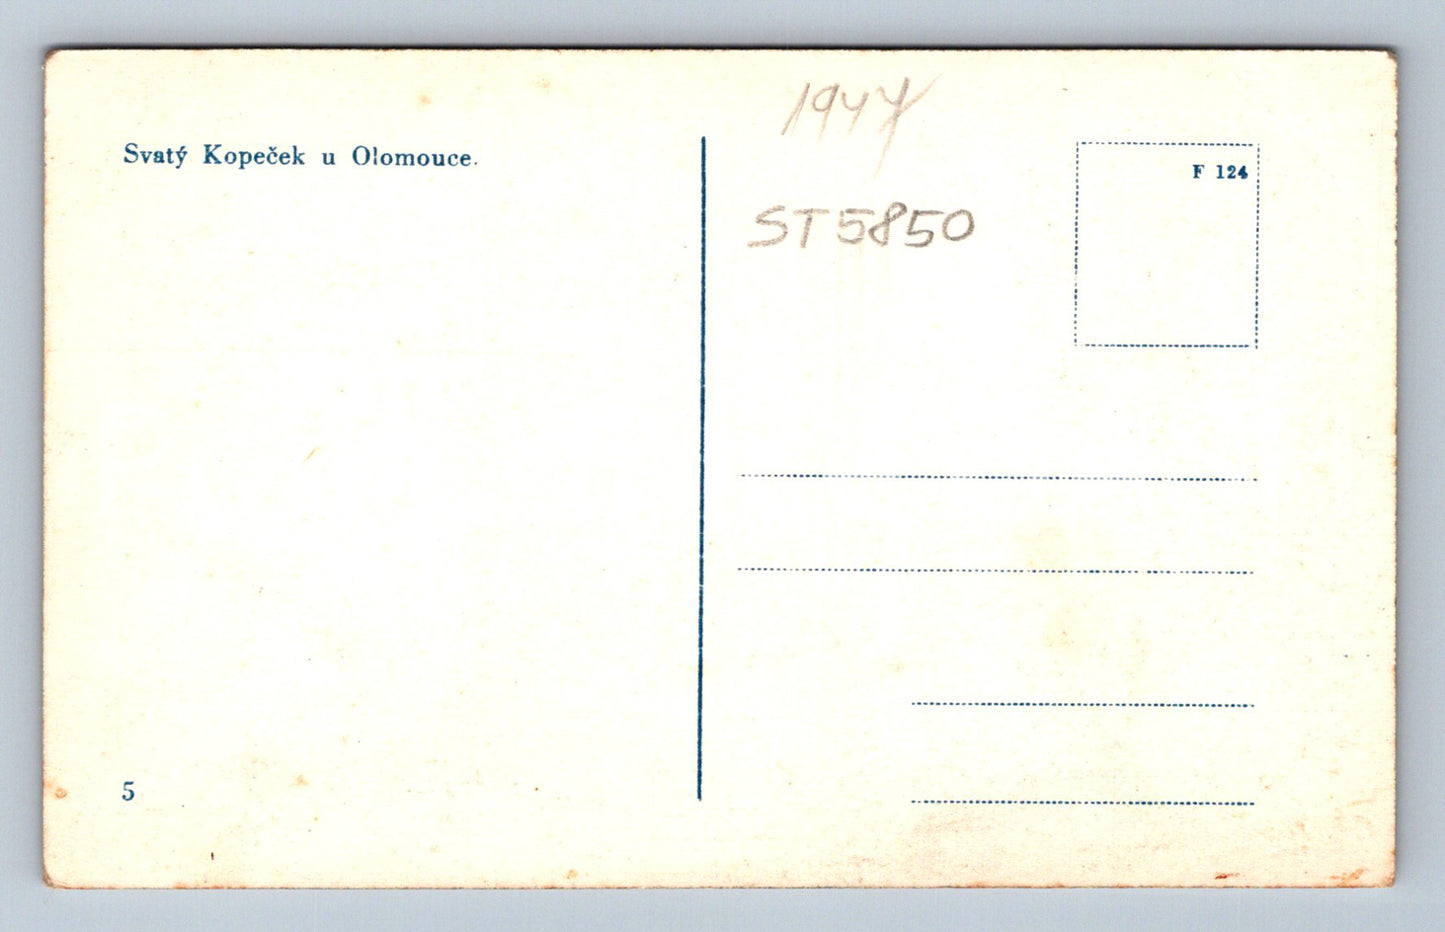 Svatý Kopeček u Olomouce.
1947
ST5850
F 124
5